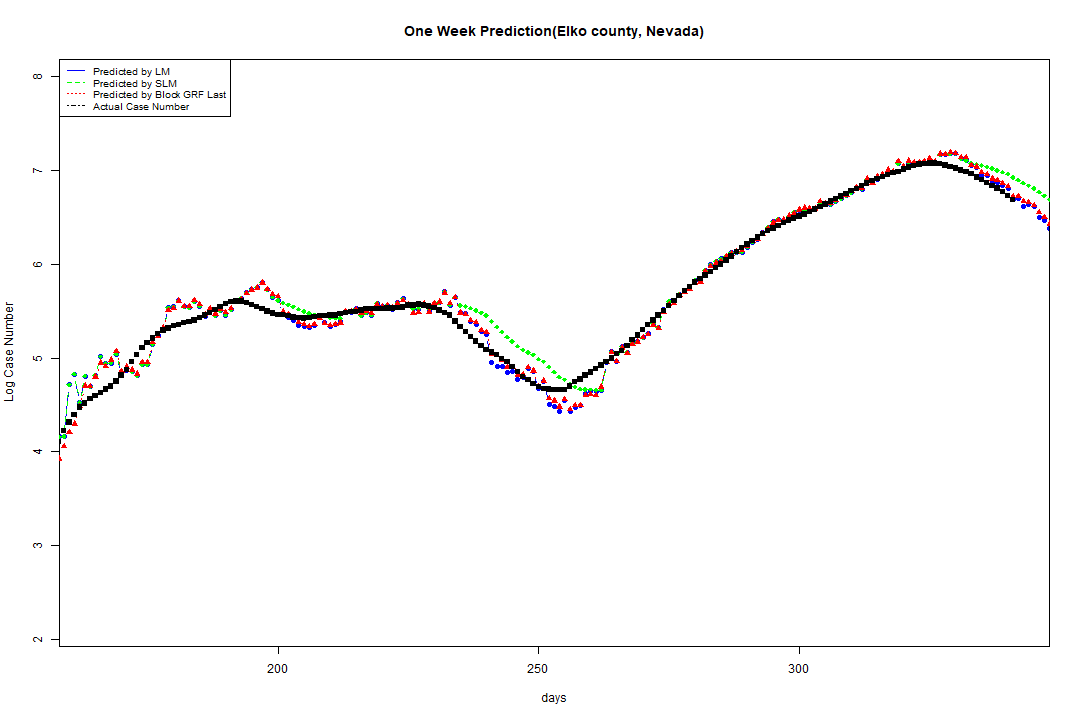 One Week Prediction(Elko county, Nevada)
Predicted by LM
Predicted by SLM
Predicted by Block GRF Last
Actual Case Number
8
7
6
5
4
3
2
Log Case Number
200 250 300
days